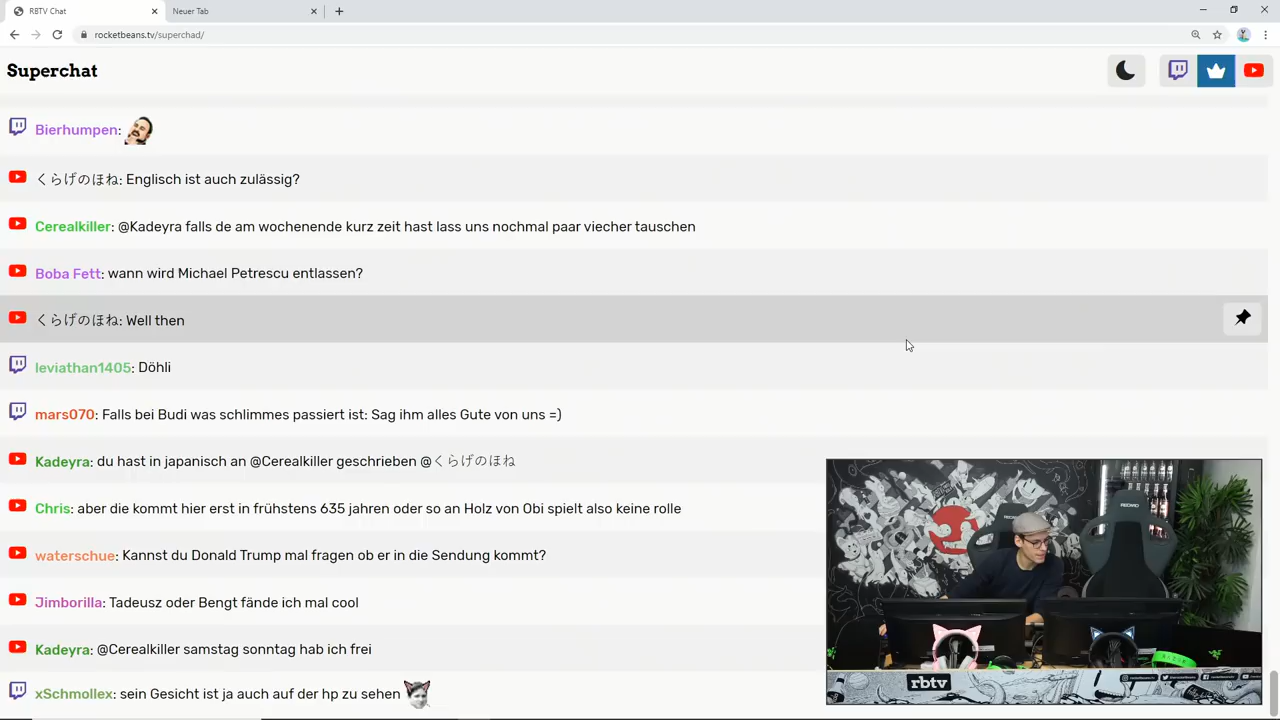 RBTV Chat
Neuer Tab
rocketbeans.tv/superchad/
Superchat
Bierhumpen:
くらげのほね: Englisch ist auch zulässig?
Cerealkiller: @Kadeyra falls de am wochenende kurz zeit hast lass uns nochmal paar viecher tauschen
Boba Fett: wann wird Michael Petrescu entlassen?
くらげのほね: Well then
leviathan1405: Döhli
mars070: Falls bei Budi was schlimmes passiert ist: Sag ihm alles Gute von uns =)
Kadeyra: du hast in japanisch an @Cerealkiller geschrieben @くらげのほね
Chris: aber die kommt hier erst in frühstens 635 jahren oder so an Holz von Obi spielt also keine rolle
waterschue: Kannst du Donald Trump mal fragen ob er in die Sendung kommt?
Jimborilla: Tadeusz oder Bengt fände ich mal cool
Kadeyra: @Cerealkiller samstag sonntag hab ich frei
xSchmollex: sein Gesicht ist ja auch auf der hp zu sehen
RECARO
rbtv